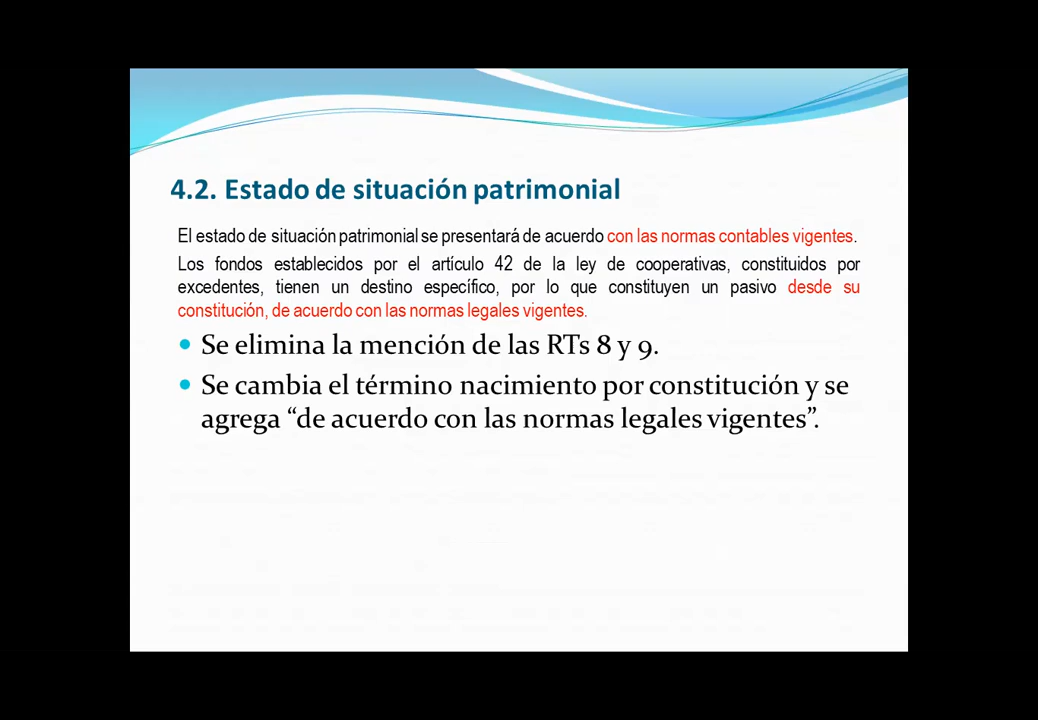 4.2. Estado de situación patrimonial
El estado de situación patrimonial se presentará de acuerdo con las normas contables vigentes.
Los fondos establecidos por el artículo 42 de la ley de cooperativas, constituidos por
excedentes, tienen un destino específico, por lo que constituyen un pasivo desde su
constitución, de acuerdo con las normas legales vigentes.
• Se elimina la mención de las RTs 8 y 9.
• Se cambia el término nacimiento por constitución y se
agrega “de acuerdo con las normas legales vigentes”.